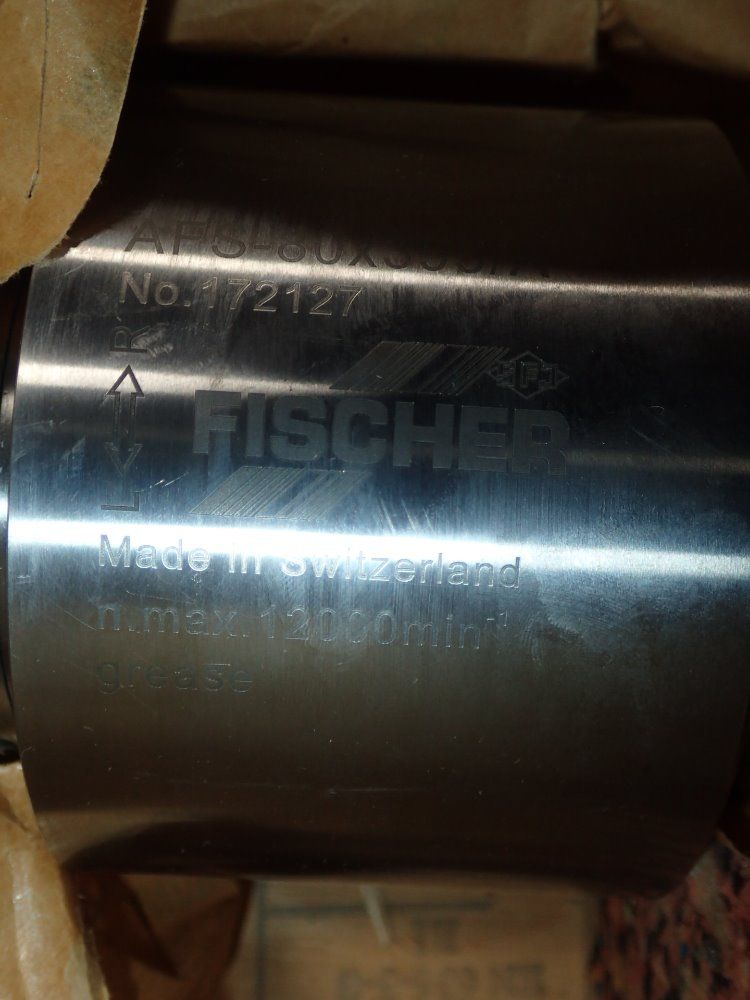 No.172127
L R
FISCHER
Made in Switzerland
n.max.12000min⁻¹
grease